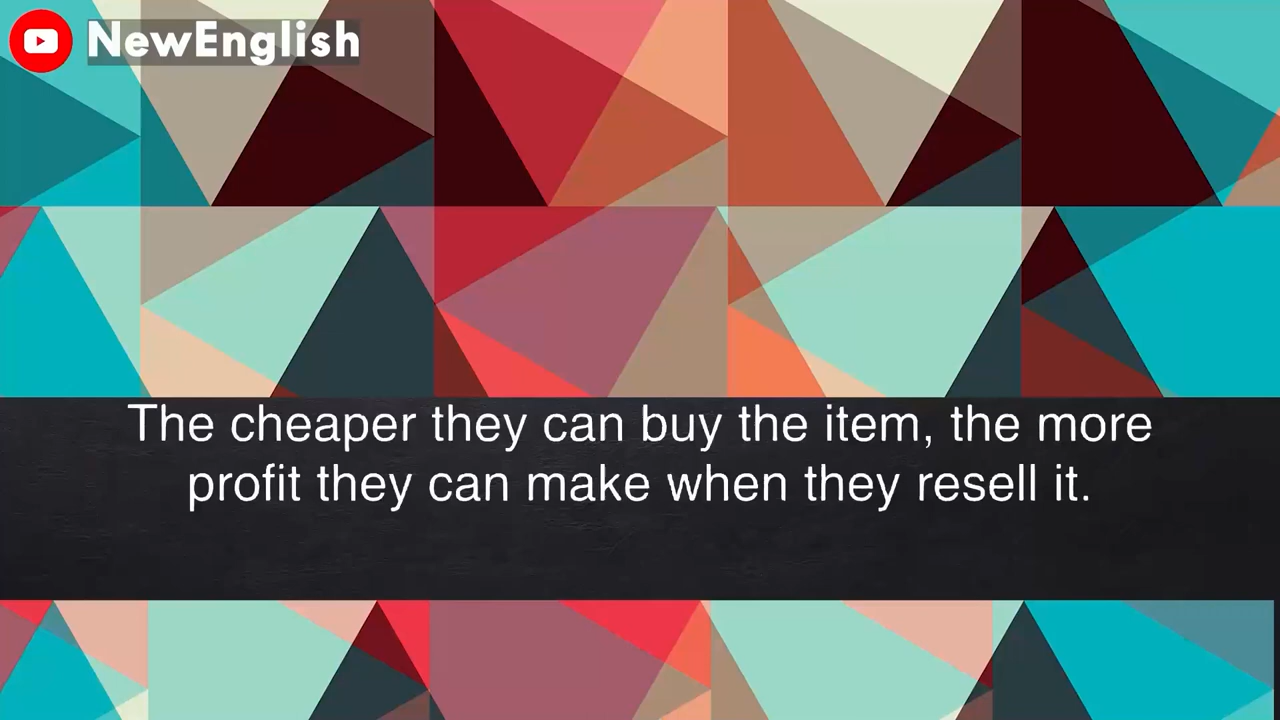 NewEnglish
The cheaper they can buy the item, the more
profit they can make when they resell it.